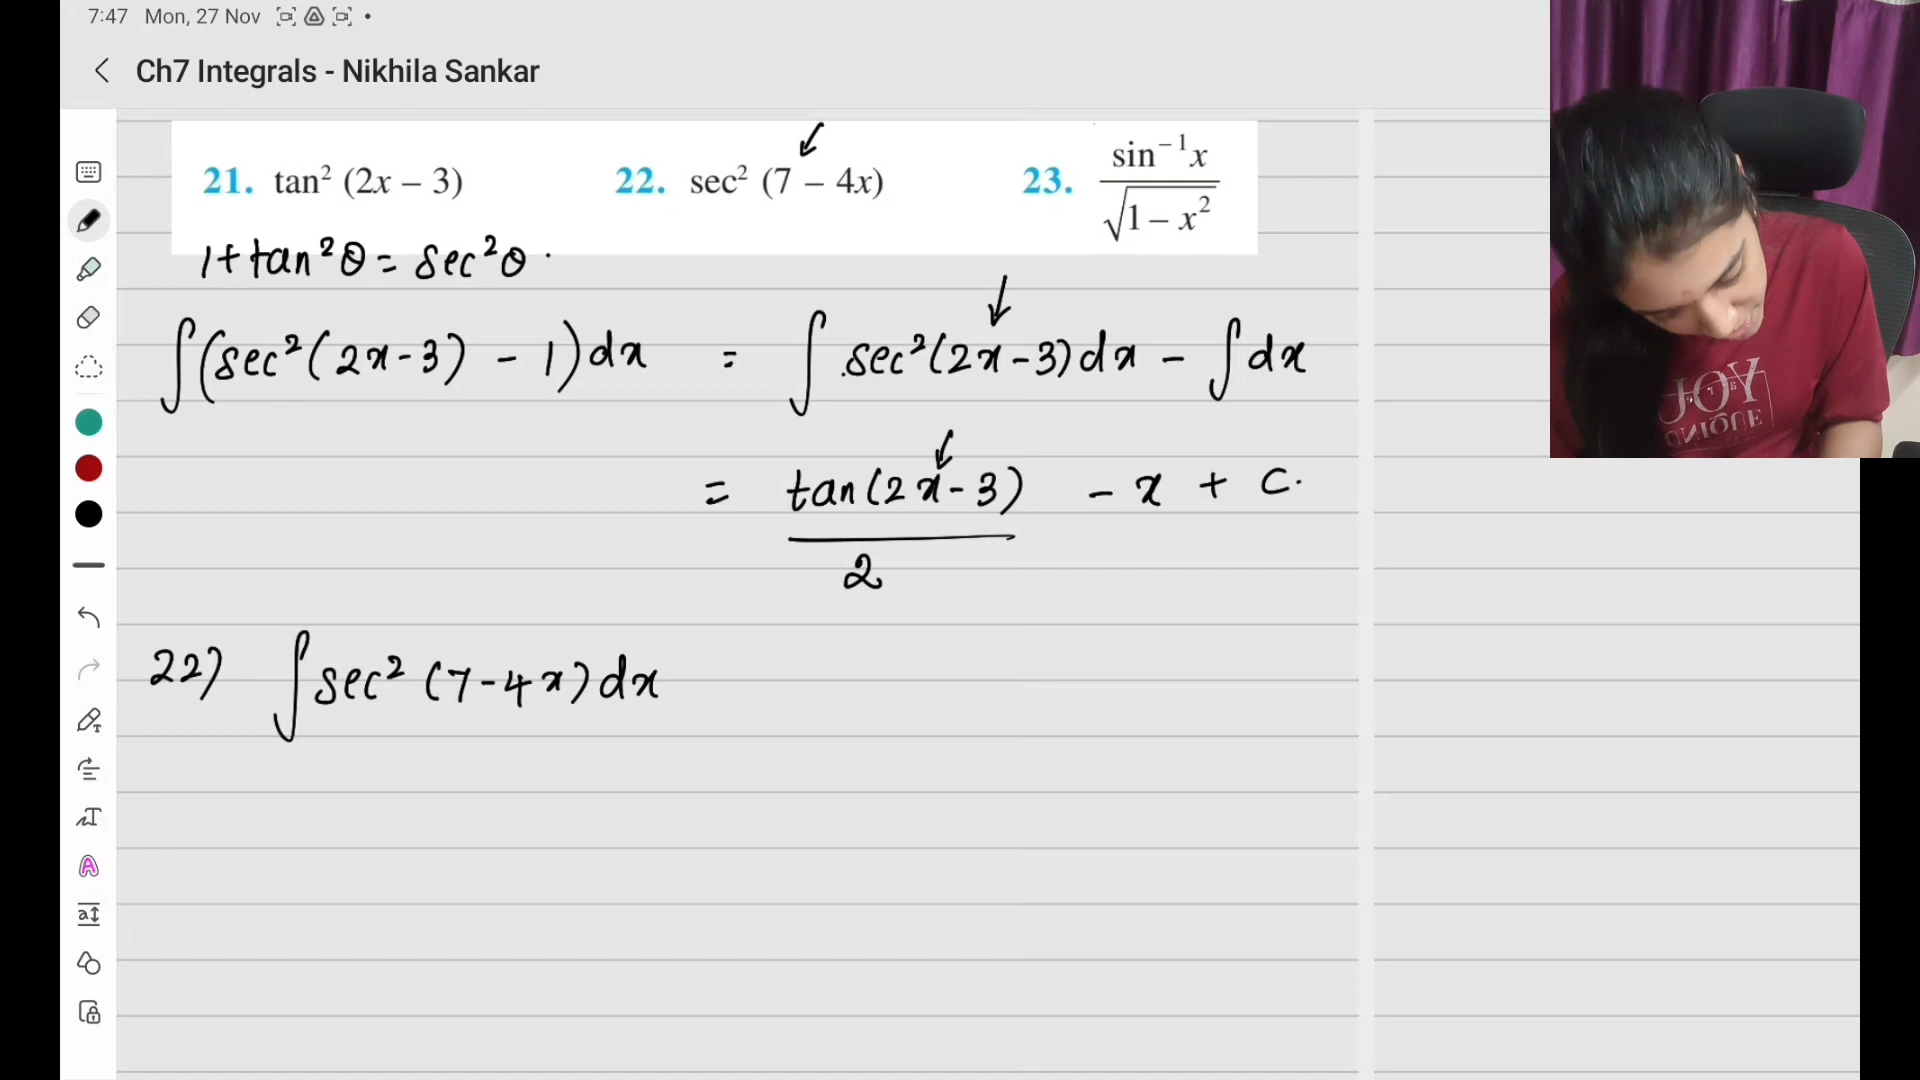 7:47 Mon, 27 Nov
Ch7 Integrals - Nikhila Sankar
21. tan² (2x – 3) 22. sec² (7 – 4x) 23. sin⁻¹x / √(1 – x²)
1+tan²θ = sec²θ .
∫(sec²(2x-3) - 1)dx = ∫sec²(2x-3)dx - ∫dx
= tan(2x-3) / 2 - x + C.
22) ∫sec² (7-4x)dx